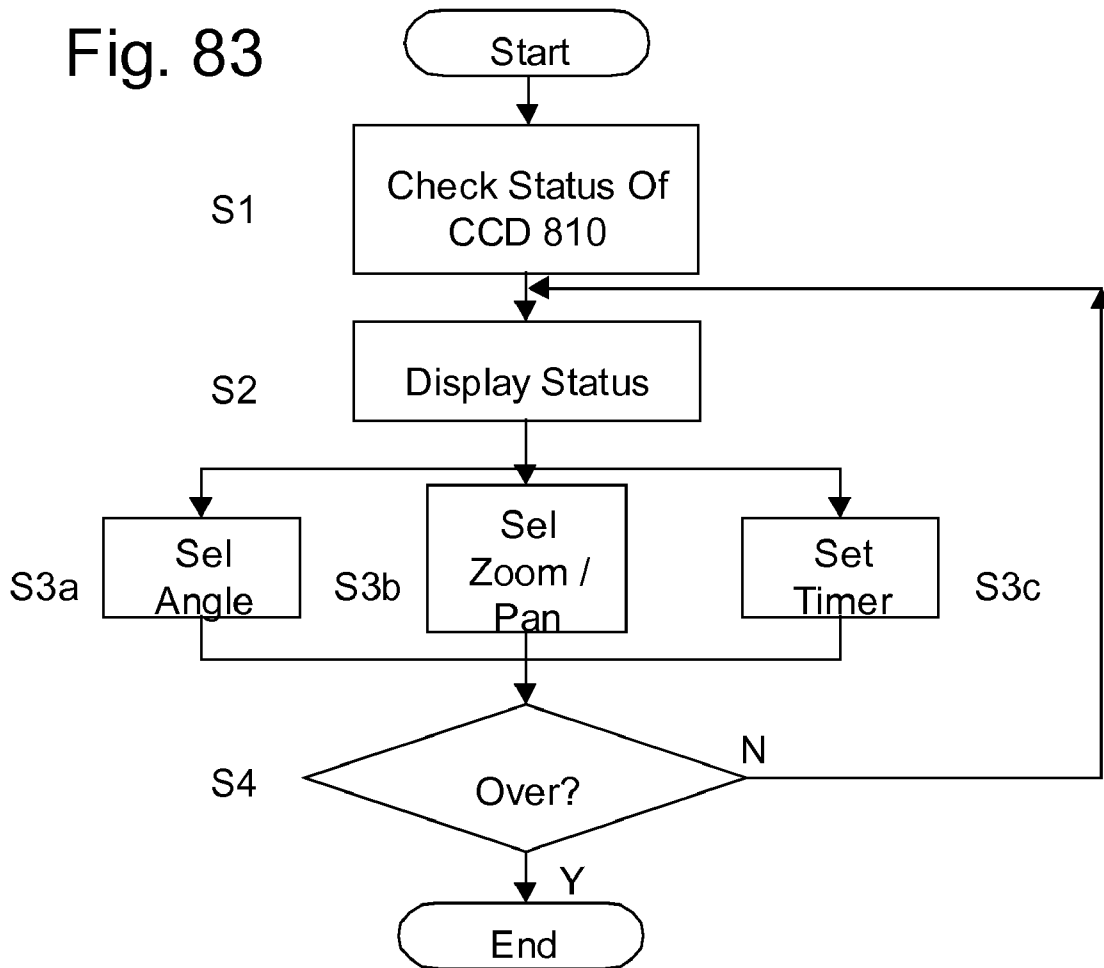 Fig. 83
Start
S1
Check Status Of
CCD 810
S2
Display Status
S3a
Sel
Angle
S3b
Sel
Zoom /
Pan
Set
Timer
S3c
S4
Over?
N
Y
End